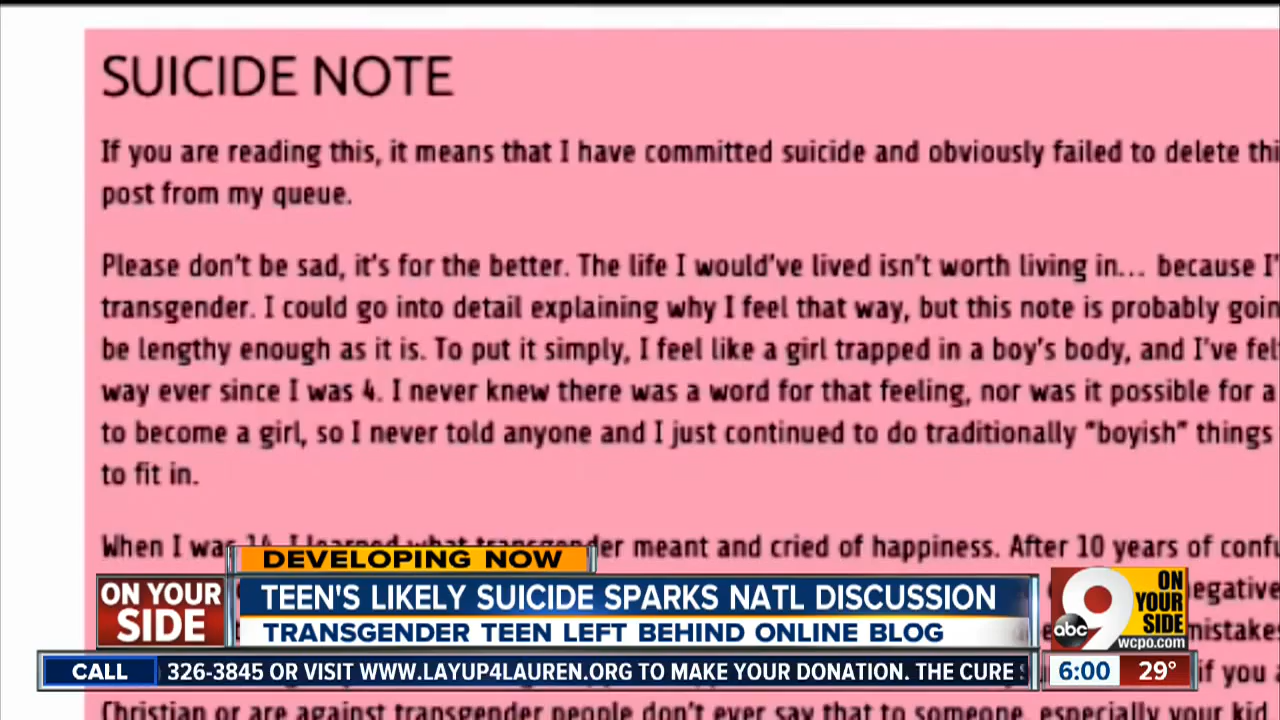 SUICIDE NOTE
If you are reading this, it means that I have committed suicide and obviously failed to delete thi
post from my queue.
Please don't be sad, it's for the better. The life I would've lived isn't worth living in... because I'
transgender. I could go into detail explaining why I feel that way, but this note is probably goin
be lengthy enough as it is. To put it simply, I feel like a girl trapped in a boy's body, and I've fel
way ever since I was 4. I never knew there was a word for that feeling, nor was it possible for a
to become a girl, so I never told anyone and I just continued to do traditionally "boyish" things
to fit in.
When I was 14, I learned what transgender meant and cried of happiness. After 10 years of confu
egative
mistake
if you a
Christian or are against transgender people don't ever say that to someone, especially your kid
DEVELOPING NOW
ON YOUR
SIDE
TEEN'S LIKELY SUICIDE SPARKS NATL DISCUSSION
TRANSGENDER TEEN LEFT BEHIND ONLINE BLOG
abc 9
ON
YOUR
SIDE
wcpo.com
CALL 326-3845 OR VISIT WWW.LAYUP4LAUREN.ORG TO MAKE YOUR DONATION. THE CURE
6:00 29°